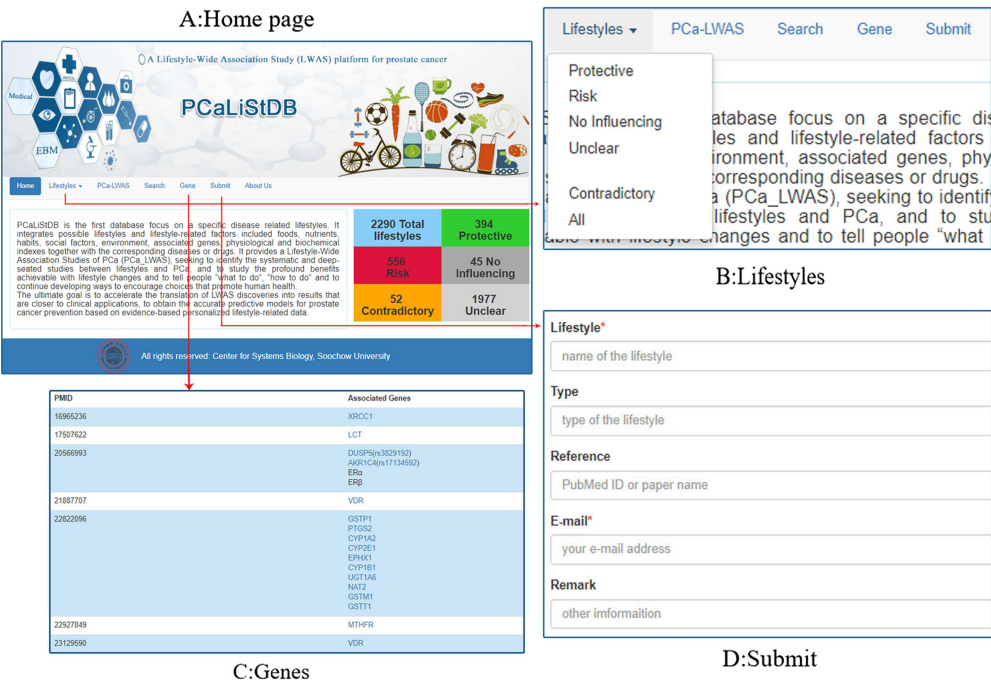 A:Home page
A Lifestyle-Wide Association Study (LWAS) platform for prostate cancer
Medical
EBM
PCaLiStDB
Home Lifestyles PCa-LWAS Search Gene Submit About Us
PCaLiStDB is the first database focus on a specific disease related lifestyles. It
integrates possible lifestyles and lifestyle-related factors included foods, nutrients,
habits, social factors, environment, associated genes, physiological and biochemical
indexes together with the corresponding diseases or drugs. It provides a Lifestyle-Wide
Association Studies of PCa (PCa_LWAS), seeking to identify the systematic and deep-
seated studies between lifestyles and PCa, and to study the profound benefits
achievable with lifestyle changes and to tell people "what to do", "how to do" and to
continue developing ways to encourage choices that promote human health.
The ultimate goal is to accelerate the translation of LWAS discoveries into results that
are closer to clinical applications, to obtain the accurate predictive models for prostate
cancer prevention based on evidence-based personalized lifestyle-related data.
2290 Total
lifestyles
394
Protective
556
Risk
45 No
Influencing
52
Contradictory
1977
Unclear
All rights reserved: Center for Systems Biology, Soochow University
Lifestyles PCa-LWAS Search Gene Submit
Protective
Risk
No Influencing
Unclear
Contradictory
All
atabase focus on a specific dis
les and lifestyle-related factors
ironment, associated genes, phy
corresponding diseases or drugs.
a (PCa_LWAS), seeking to identify
lifestyles and PCa, and to stu
with lifestyle changes and to tell people "what
B:Lifestyles
PMID Associated Genes
16965236 XRCC1
17507622 LCT
20566993 DUSP5(rs3829192)
AKR1C4(rs17134592)
ERα
ERβ
21887707 VDR
22822096 GSTP1
PTGS2
CYP1A2
CYP2E1
EPHX1
CYP1B1
UGT1A6
NAT2
GSTM1
GSTT1
22927849 MTHFR
23129590 VDR
C:Genes
Lifestyle*
name of the lifestyle
Type
type of the lifestyle
Reference
PubMed ID or paper name
E-mail*
your e-mail address
Remark
other imformaition
D:Submit